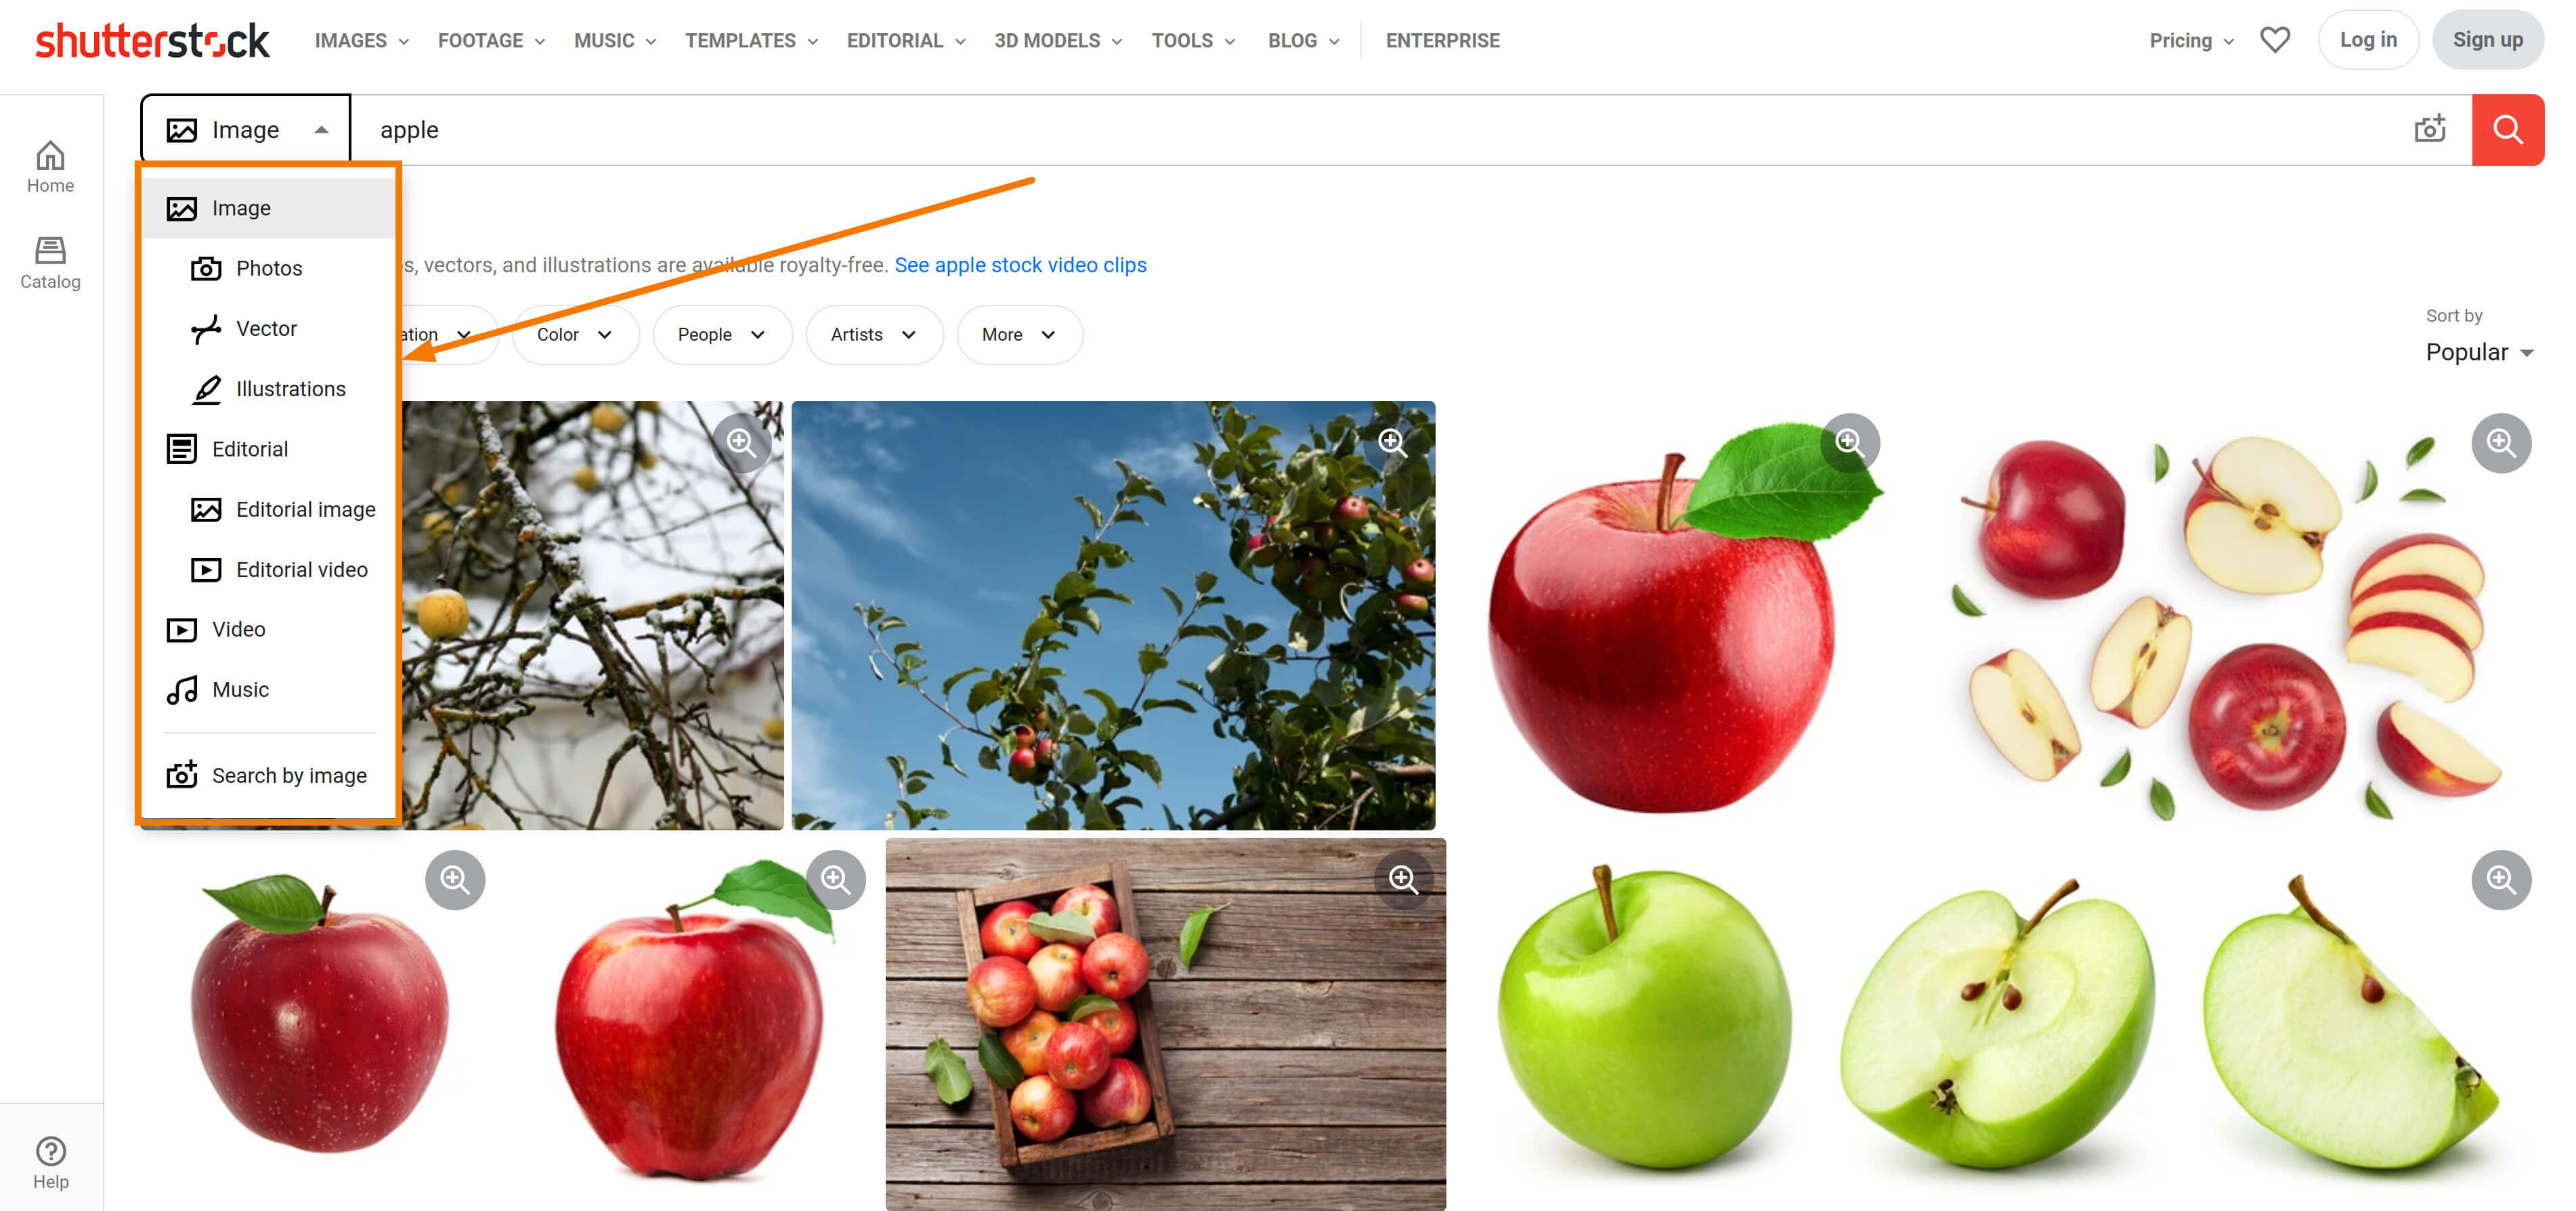 shutterstock
IMAGES FOOTAGE MUSIC TEMPLATES EDITORIAL 3D MODELS TOOLS BLOG ENTERPRISE
Pricing Log in Sign up
Home
Catalog
Image apple
Image
Photos
Vector
Illustrations
Editorial
Editorial image
Editorial video
Video
Music
Search by image
s, vectors, and illustrations are available royalty-free. See apple stock video clips
ation Color People Artists More
Sort by
Popular
Help